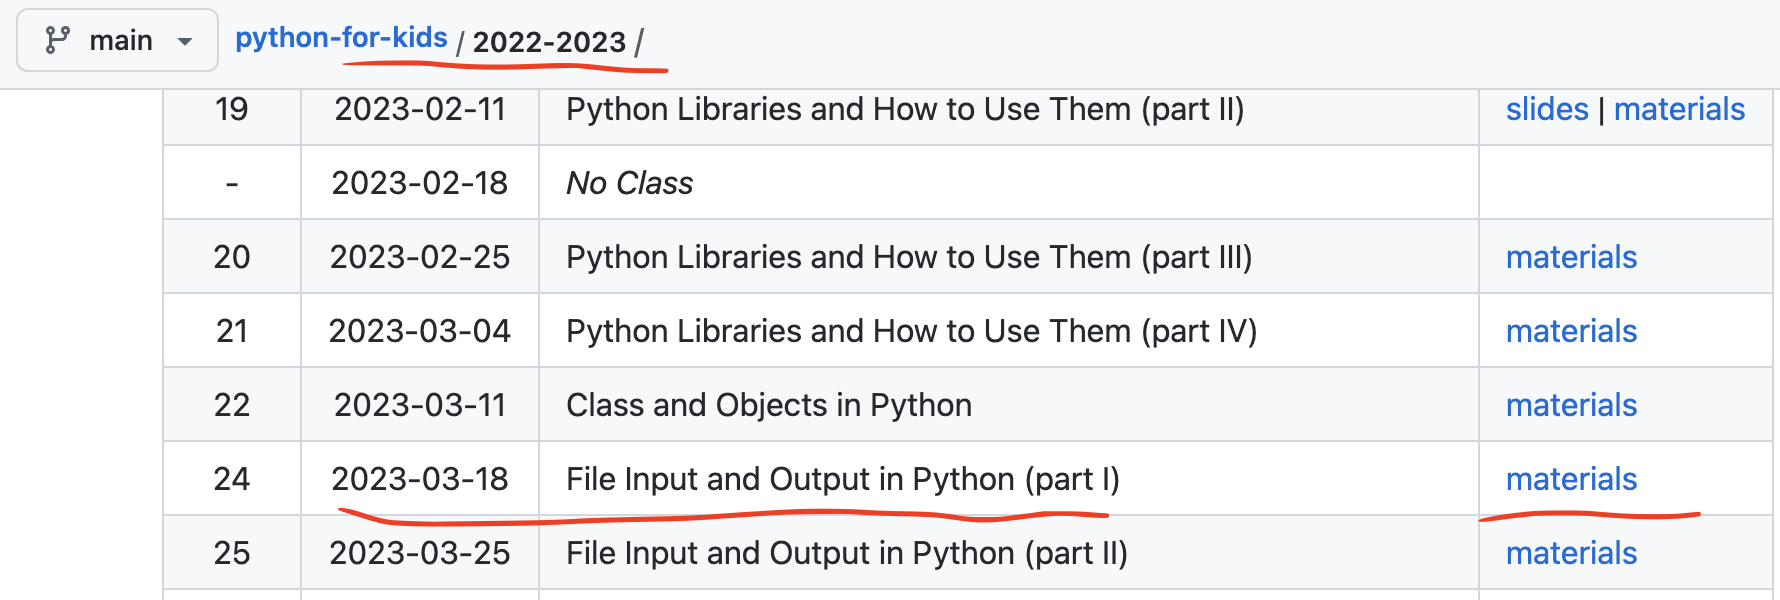 main python-for-kids / 2022-2023 /
19 2023-02-11 Python Libraries and How to Use Them (part II) slides | materials
- 2023-02-18 No Class
20 2023-02-25 Python Libraries and How to Use Them (part III) materials
21 2023-03-04 Python Libraries and How to Use Them (part IV) materials
22 2023-03-11 Class and Objects in Python materials
24 2023-03-18 File Input and Output in Python (part I) materials
25 2023-03-25 File Input and Output in Python (part II) materials